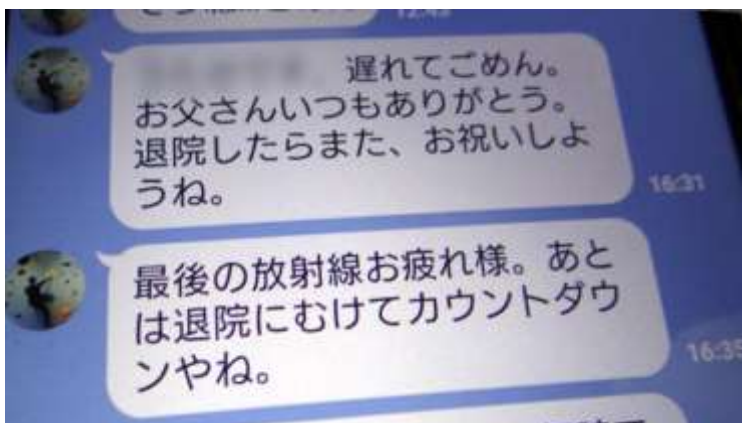 遅れてごめん。
お父さんいつもありがとう。
退院したらまた、お祝いしよ
うね。
16:31
最後の放射線お疲れ様。あと
は退院にむけてカウントダウ
ンやね。
16:35